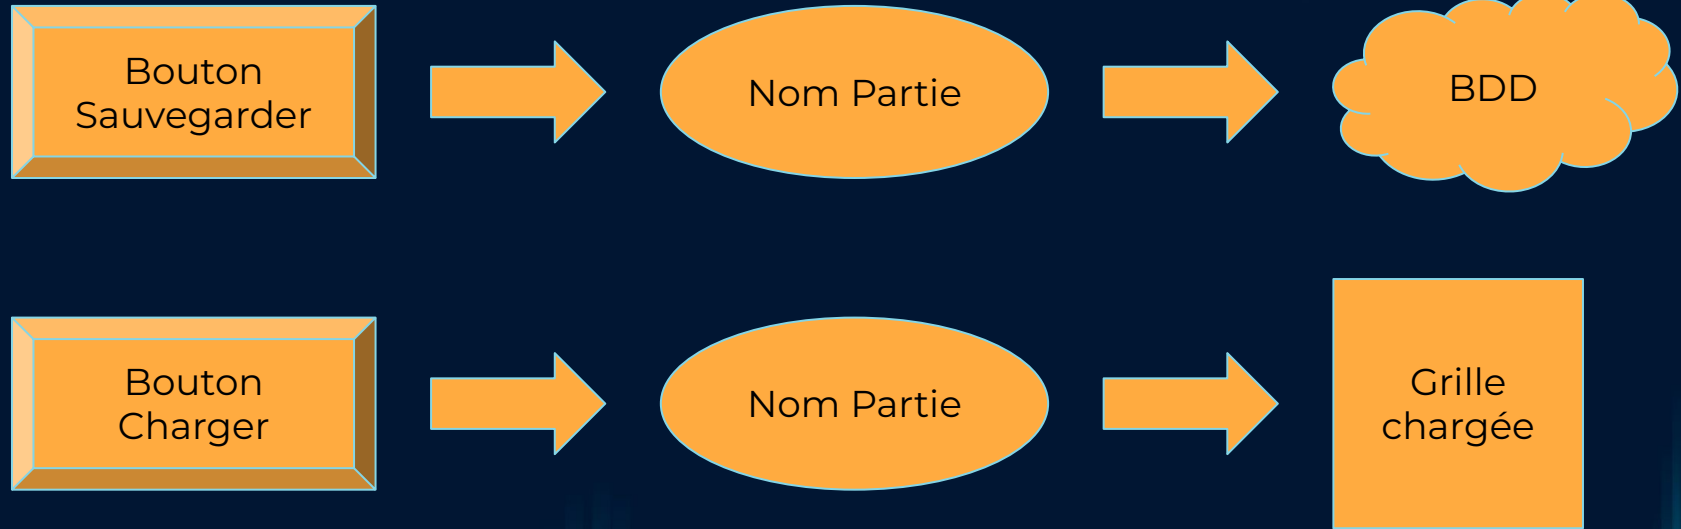 Bouton
Sauvegarder
Nom Partie
BDD
Bouton
Charger
Nom Partie
Grille
chargée